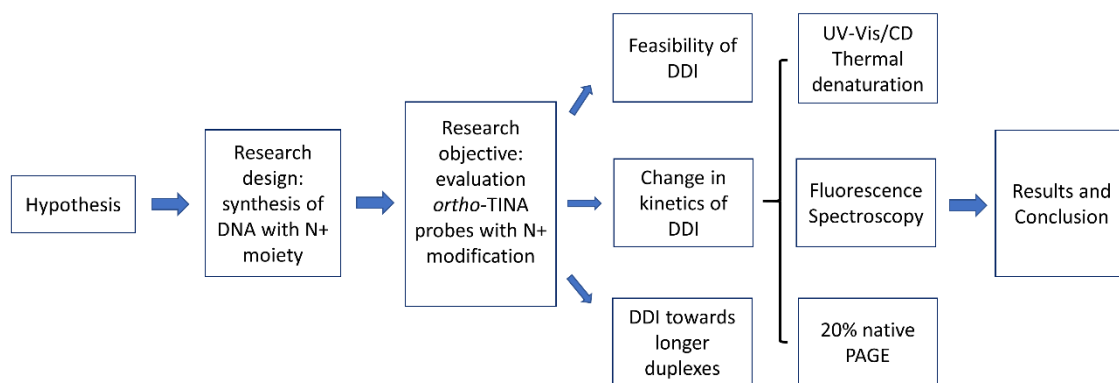 Hypothesis
Research
design:
synthesis of
DNA with N+
moiety
Research
objective:
evaluation
ortho-TINA
probes with N+
modification
Feasibility of
DDI
Change in
kinetics of
DDI
DDI towards
longer
duplexes
UV-Vis/CD
Thermal
denaturation
Fluorescence
Spectroscopy
20% native
PAGE
Results and
Conclusion